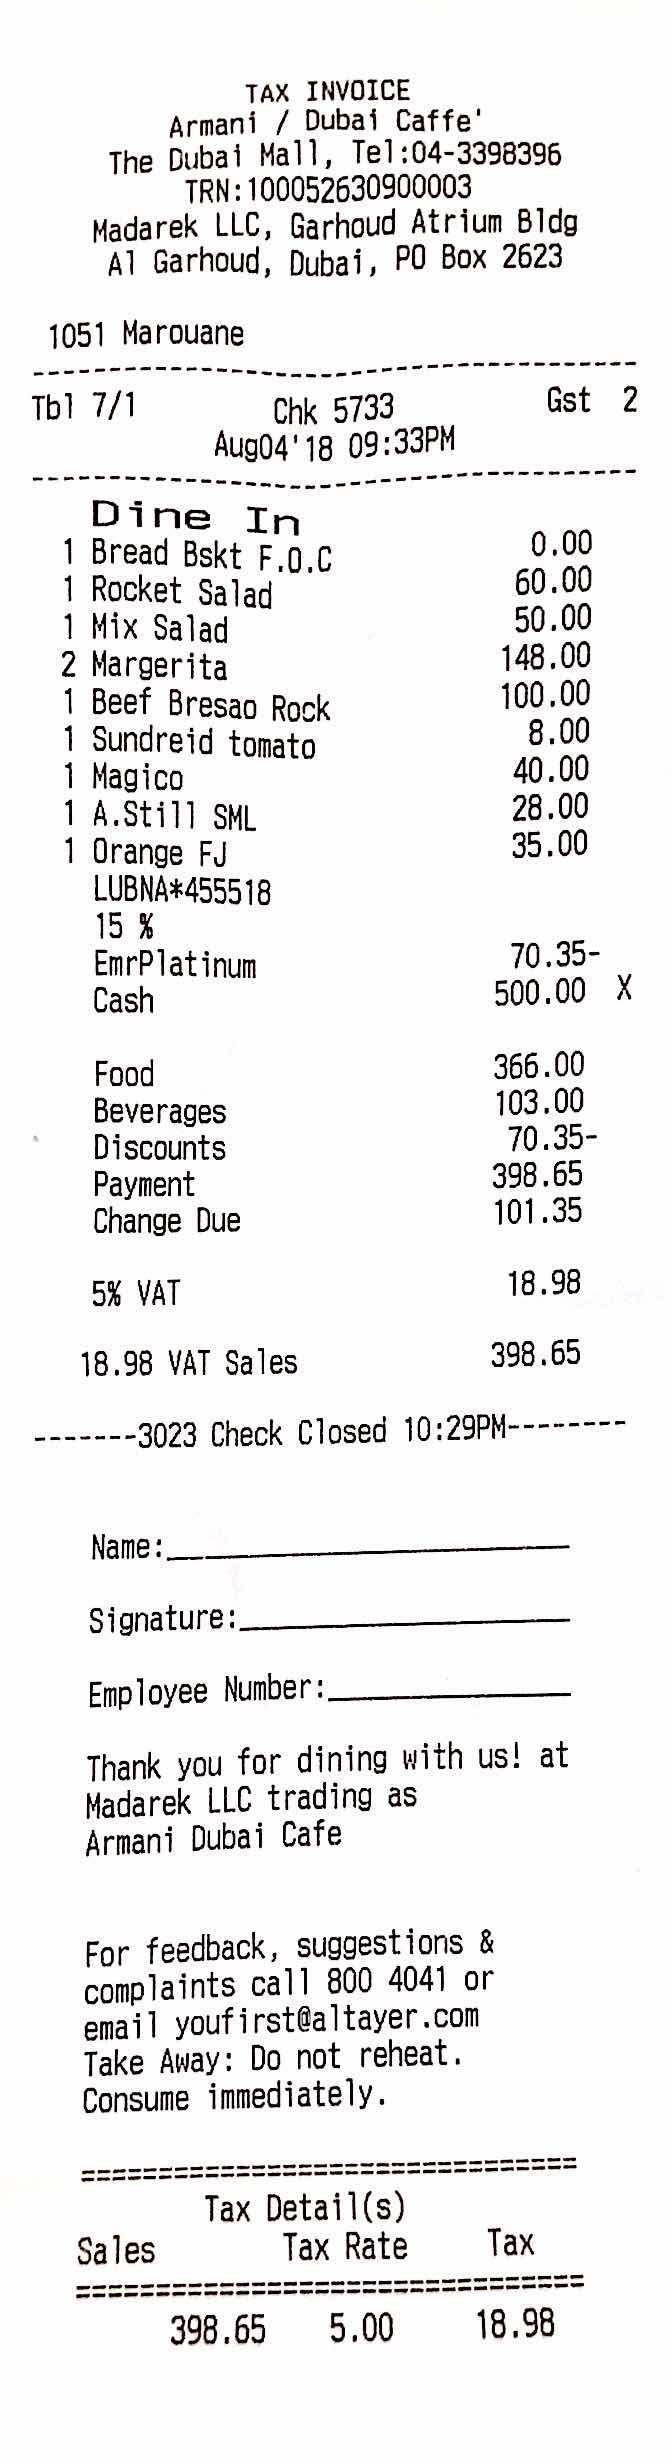 TAX INVOICE
Armani / Dubai Caffe'
The Dubai Mall, Tel:04-3398396
TRN:100052630900003
Madarek LLC, Garhoud Atrium Bldg
Al Garhoud, Dubai, PO Box 2623
1051 Marouane
--------------------------------------
Tbl 7/1 Chk 5733 Gst 2
Aug04'18 09:33PM
--------------------------------------
Dine In
1 Bread Bskt F.O.C 0.00
1 Rocket Salad 60.00
1 Mix Salad 50.00
2 Margerita 148.00
1 Beef Bresao Rock 100.00
1 Sundreid tomato 8.00
1 Magico 40.00
1 A.Still SML 28.00
1 Orange FJ 35.00
LUBNA*455518
15 %
EmrPlatinum 70.35-
Cash 500.00 X
Food 366.00
Beverages 103.00
Discounts 70.35-
Payment 398.65
Change Due 101.35
5% VAT 18.98
18.98 VAT Sales 398.65
-------3023 Check Closed 10:29PM--------
Name:___________________________
Signature:______________________
Employee Number:________________
Thank you for dining with us! at
Madarek LLC trading as
Armani Dubai Cafe
For feedback, suggestions &
complaints call 800 4041 or
email youfirst@altayer.com
Take Away: Do not reheat.
Consume immediately.
================================
Tax Detail(s)
Sales Tax Rate Tax
================================
398.65 5.00 18.98